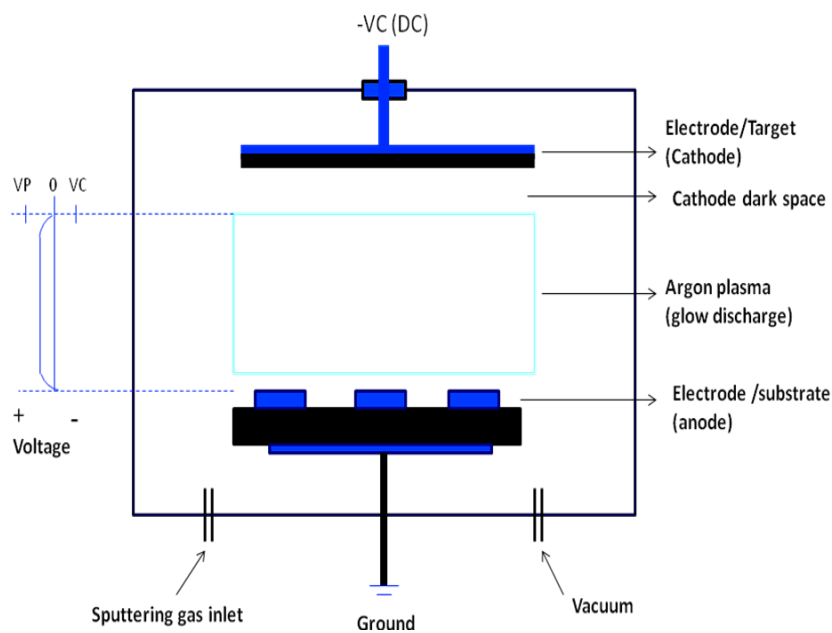 -VC (DC)
Electrode/Target
(Cathode)
VP 0 VC
Cathode dark space
Argon plasma
(glow discharge)
Electrode /substrate
(anode)
+ -
Voltage
Sputtering gas inlet
Ground
Vacuum